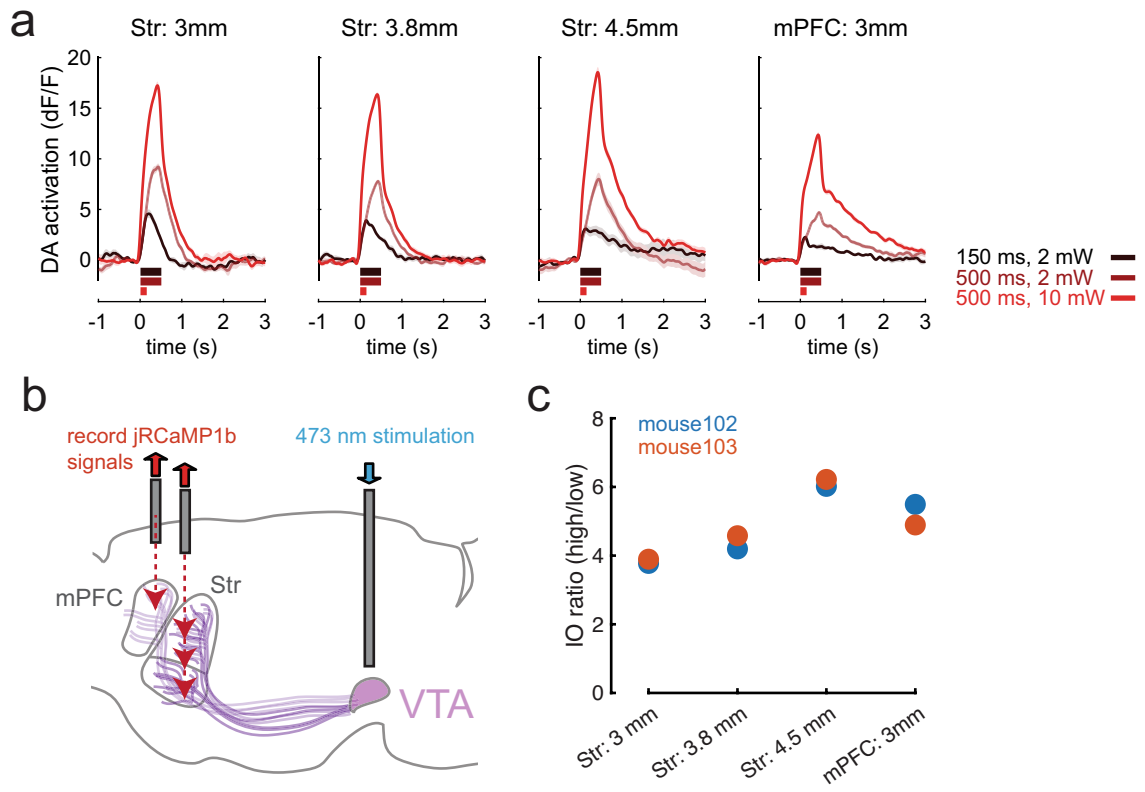 a
Str: 3mm
Str: 3.8mm
Str: 4.5mm
mPFC: 3mm
DA activation (dF/F)
20
15
10
5
0
-1 0 1 2 3
time (s)
-1 0 1 2 3
time (s)
-1 0 1 2 3
time (s)
-1 0 1 2 3
time (s)
150 ms, 2 mW
500 ms, 2 mW
500 ms, 10 mW
b
record jRCaMP1b
signals
473 nm stimulation
mPFC
Str
VTA
c
mouse102
mouse103
IO ratio (high/low)
8
6
4
2
0
Str: 3 mm
Str: 3.8 mm
Str: 4.5 mm
mPFC: 3mm